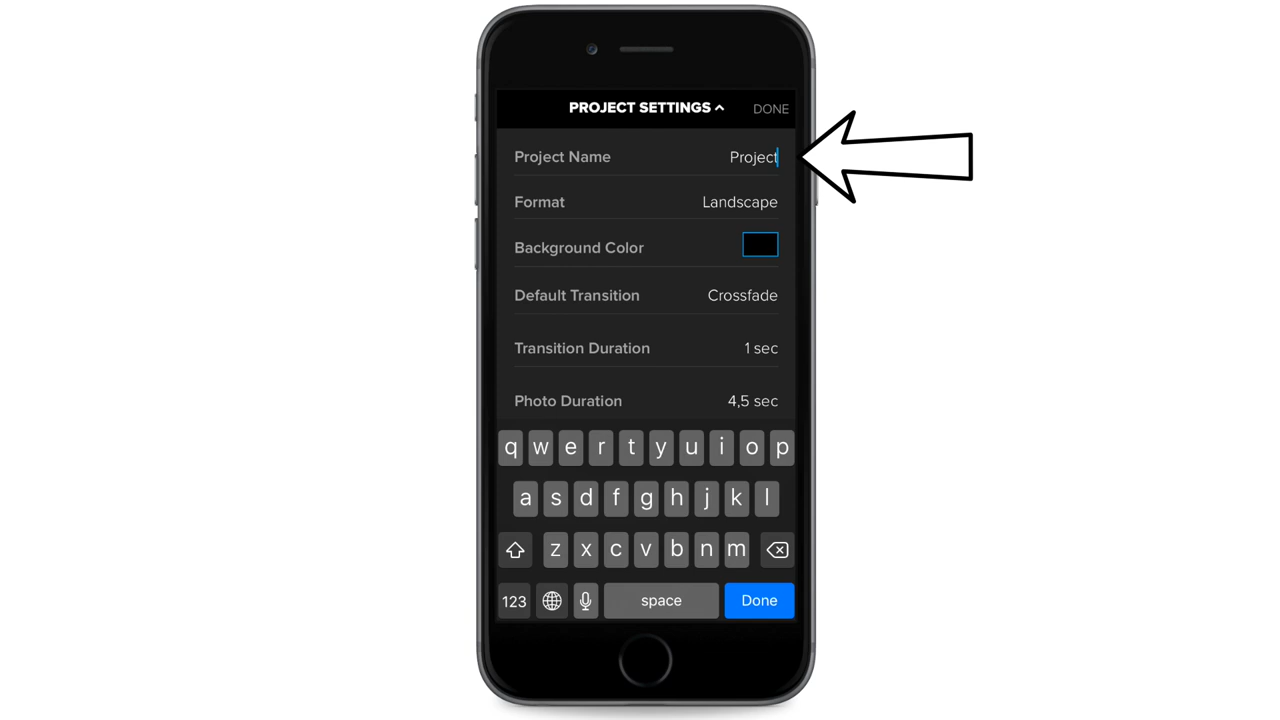 PROJECT SETTINGS DONE
Project Name Project
Format Landscape
Background Color
Default Transition Crossfade
Transition Duration 1 sec
Photo Duration 4,5 sec
q w e r t y u i o p
a s d f g h j k l
z x c v b n m
123 space Done